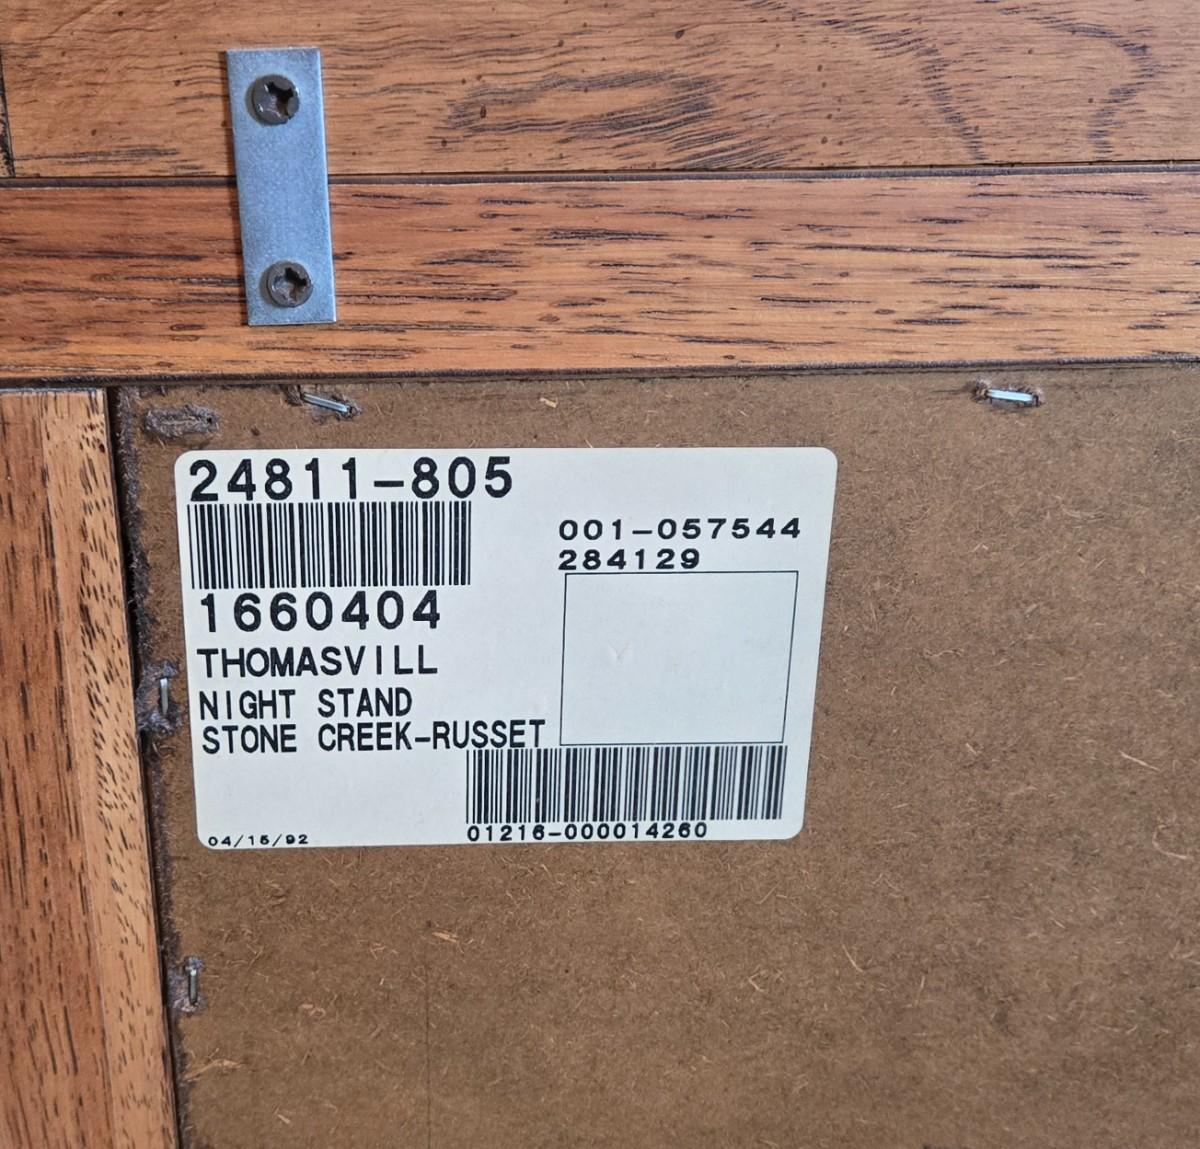 24811-805
001-057544
284129
1660404
THOMASVILL
NIGHT STAND
STONE CREEK-RUSSET
04/15/92
01216-000014260